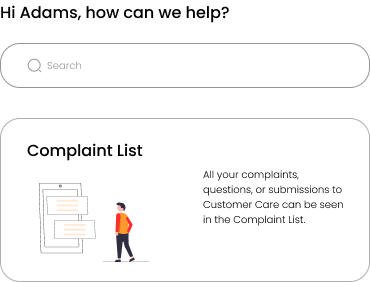 Hi Adams, how can we help?
Search
Complaint List
All your complaints,
questions, or submissions to
Customer Care can be seen
in the Complaint List.